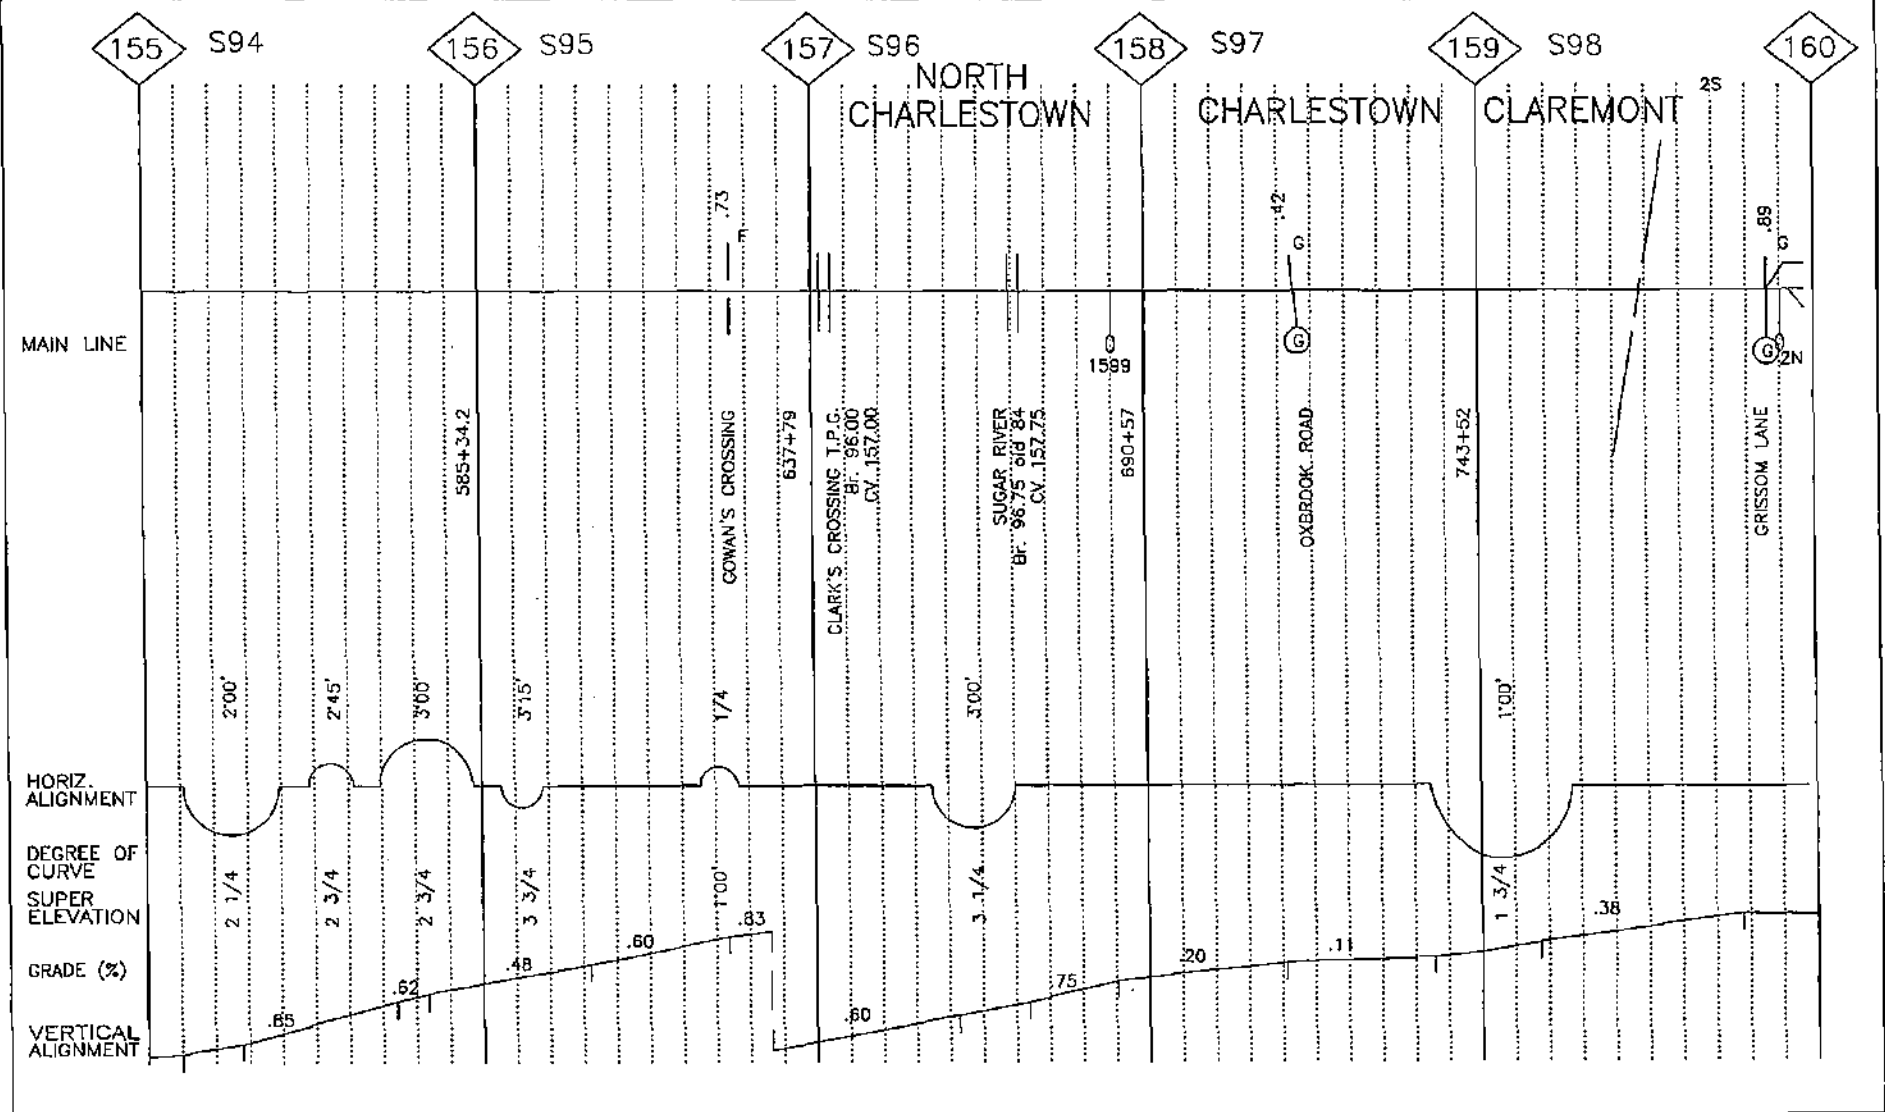 155 S94 156 S95 157 S96 158 S97 159 S98 160
NORTH
CHARLESTOWN
CHARLESTOWN
CLAREMONT
2S
.73
F
.42
G
.89
G
MAIN LINE
1599
G
G
2N
585+34.2
GOWAN'S CROSSING
637+79
CLARK'S CROSSING T.P.G.
Br. 96.00
CV. 157.00
SUGAR RIVER
Br. 96.75 old 84
CV. 157.75
690+57
OXBROOK ROAD
743+52
GRISSOM LANE
2°00'
2°45'
3°00'
3°15'
1/4
3°00'
1°00'
HORIZ.
ALIGNMENT
DEGREE OF
CURVE
SUPER
ELEVATION
2 1/4
2 3/4
2 3/4
3 3/4
1°00'
3 1/4
1 3/4
GRADE (%)
.62
.48
.60
.83
.75
.20
.11
.38
VERTICAL
ALIGNMENT
.60